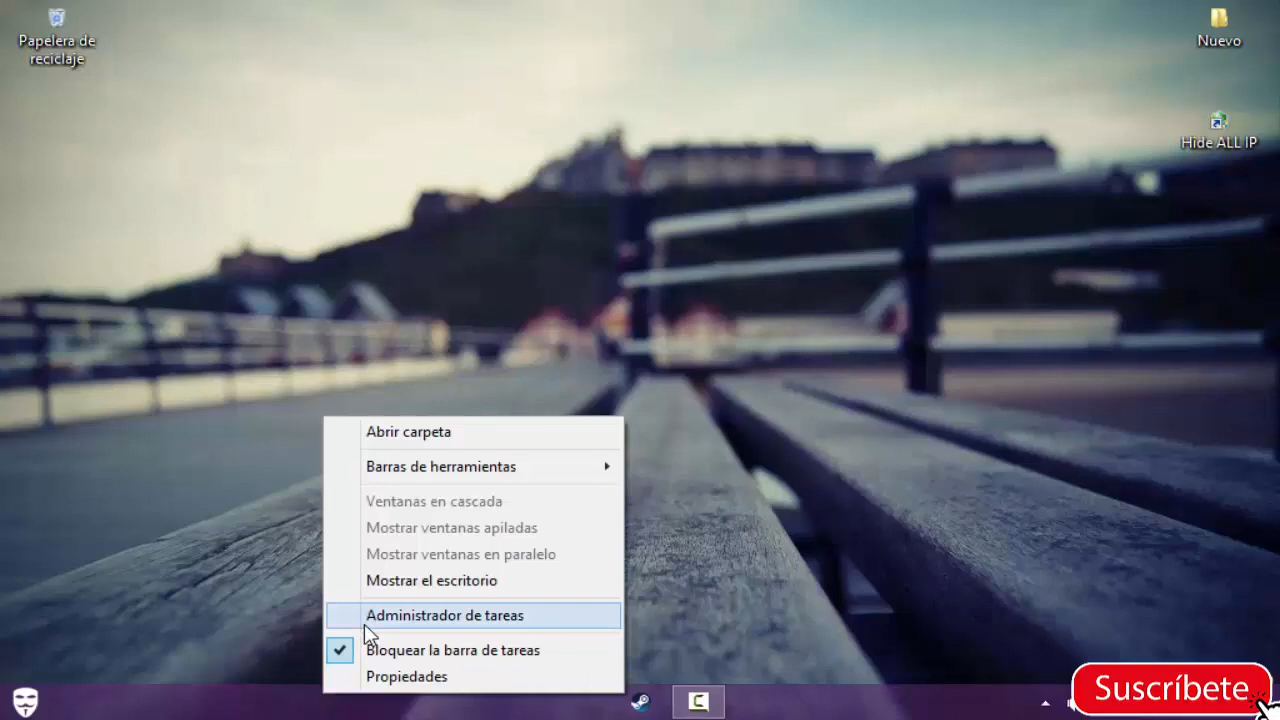 Papelera de
reciclaje
Nuevo
Hide ALL IP
Abrir carpeta
Barras de herramientas
Ventanas en cascada
Mostrar ventanas apiladas
Mostrar ventanas en paralelo
Mostrar el escritorio
Administrador de tareas
Bloquear la barra de tareas
Propiedades
Suscríbete